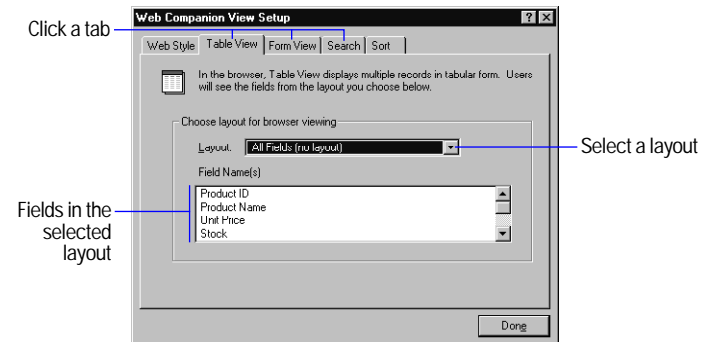 Web Companion View Setup
Click a tab
Web Style Table View Form View Search Sort
In the browser, Table View displays multiple records in tabular form. Users
will see the fields from the layout you choose below.
Choose layout for browser viewing
Layout: All Fields (no layout)
Select a layout
Field Name(s)
Fields in the
selected
layout
Product ID
Product Name
Unit Price
Stock
Done